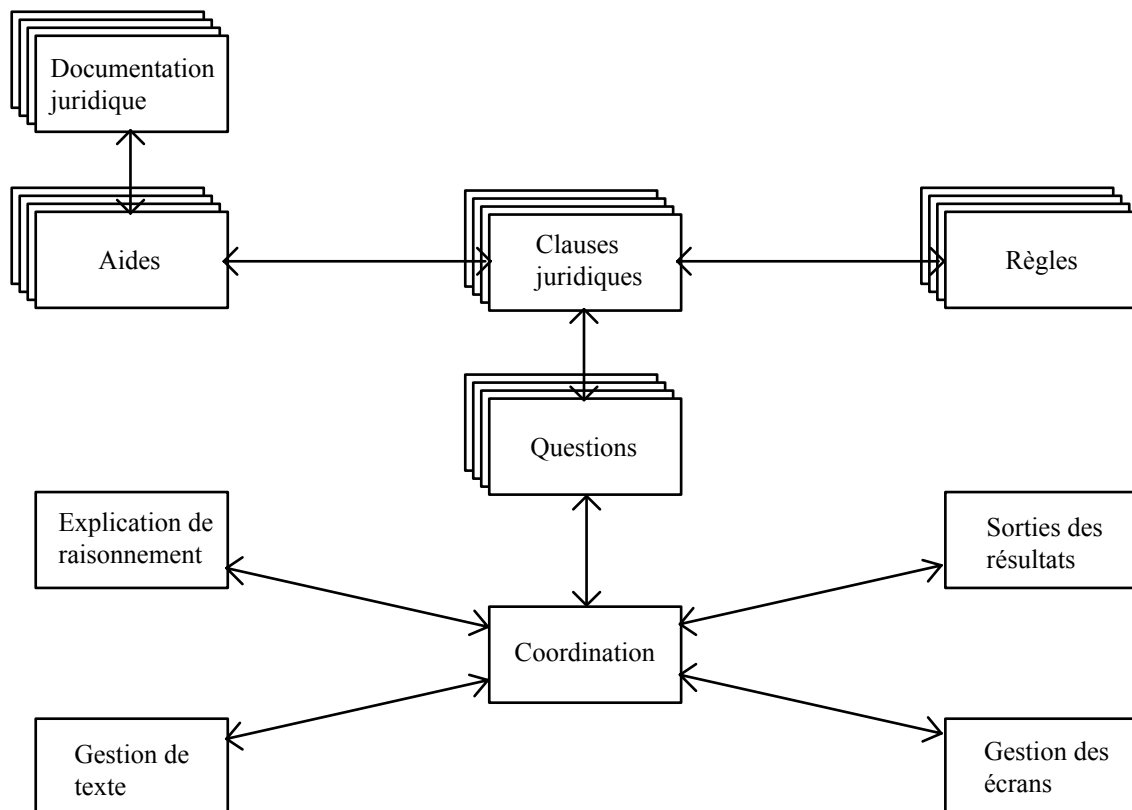 Documentation
juridique
Aides
Clauses
juridiques
Règles
Questions
Explication de
raisonnement
Sorties des
résultats
Coordination
Gestion de
texte
Gestion des
écrans